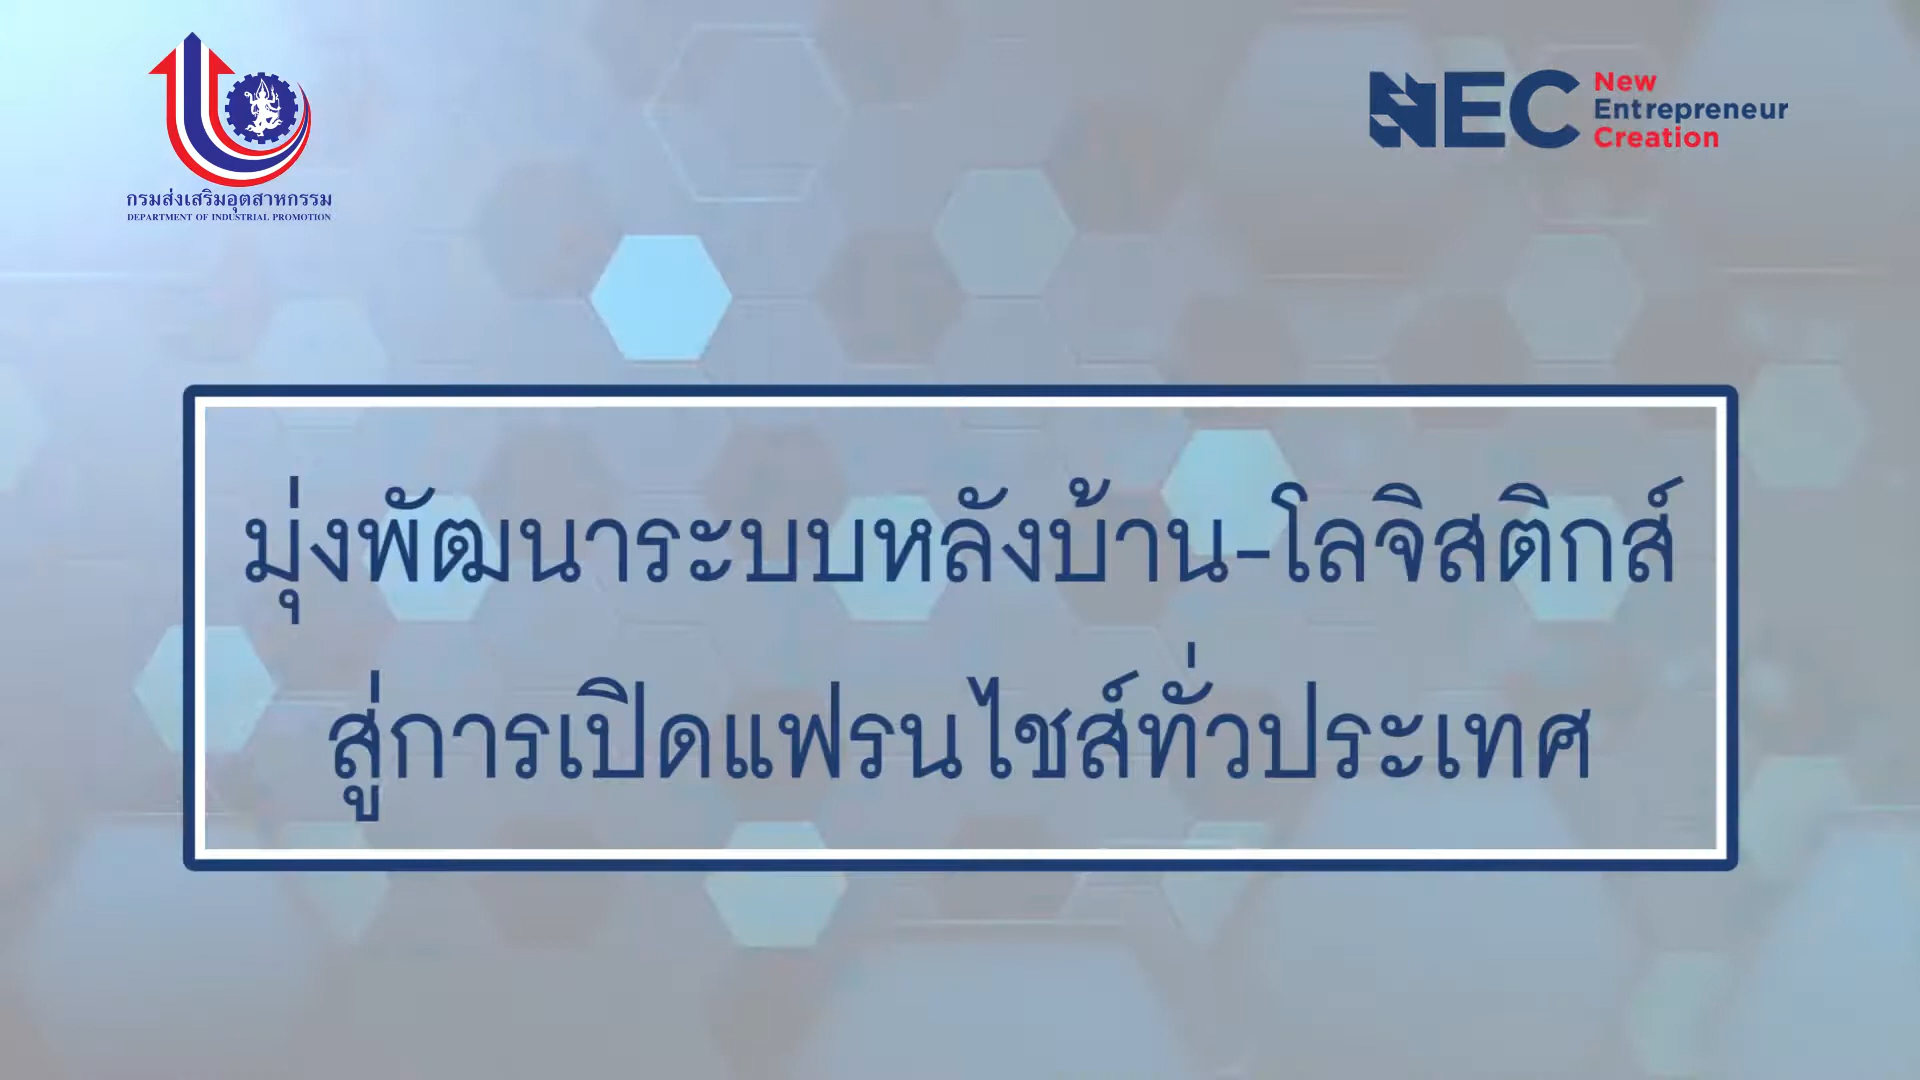 กรมส่งเสริมอุตสาหกรรม
DEPARTMENT OF INDUSTRIAL PROMOTION
NEC
New
Entrepreneur
Creation
มุ่งพัฒนาระบบหลังบ้าน-โลจิสติกส์
สู่การเปิดแฟรนไชส์ทั่วประเทศ